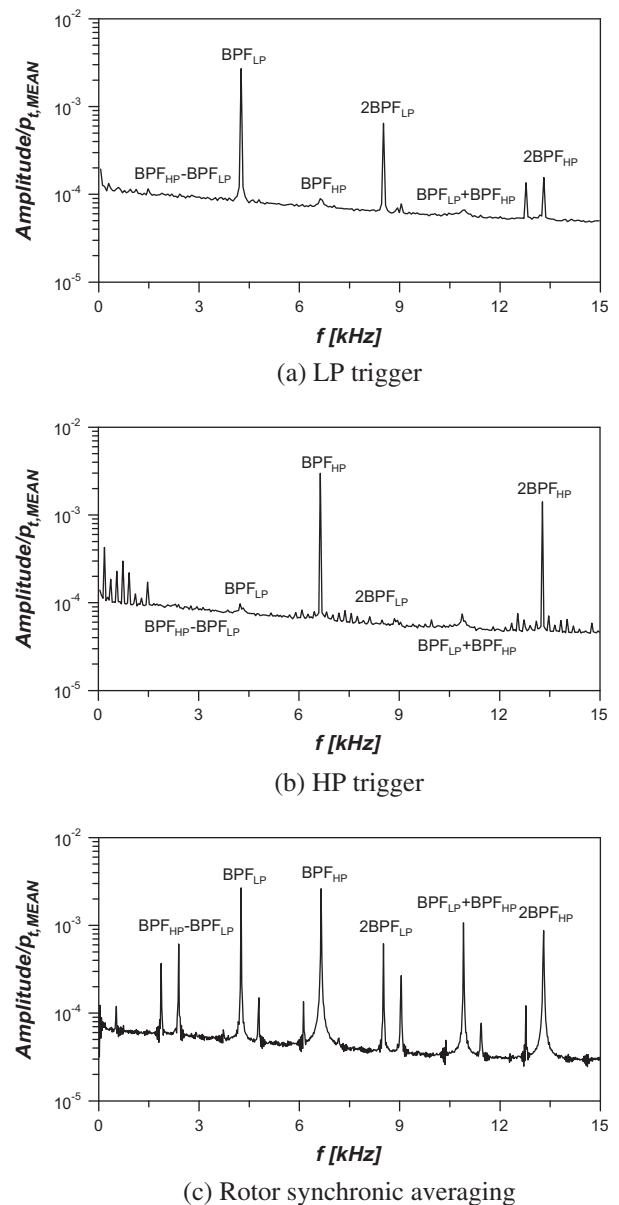 10⁻²
BPF_LP
10⁻³
2BPF_LP
BPF_HP-BPF_LP
BPF_HP
2BPF_HP
BPF_LP+BPF_HP
10⁻⁴
10⁻⁵
Amplitude/p_t,MEAN
0 3 6 9 12 15
f [kHz]
(a) LP trigger
10⁻²
BPF_HP
2BPF_HP
10⁻³
BPF_LP
2BPF_LP
10⁻⁴
BPF_HP-BPF_LP
BPF_LP+BPF_HP
10⁻⁵
Amplitude/p_t,MEAN
0 3 6 9 12 15
f [kHz]
(b) HP trigger
10⁻²
BPF_LP
BPF_HP
BPF_LP+BPF_HP
BPF_HP-BPF_LP
2BPF_LP
2BPF_HP
10⁻³
10⁻⁴
10⁻⁵
Amplitude/p_t,MEAN
0 3 6 9 12 15
f [kHz]
(c) Rotor synchronic averaging